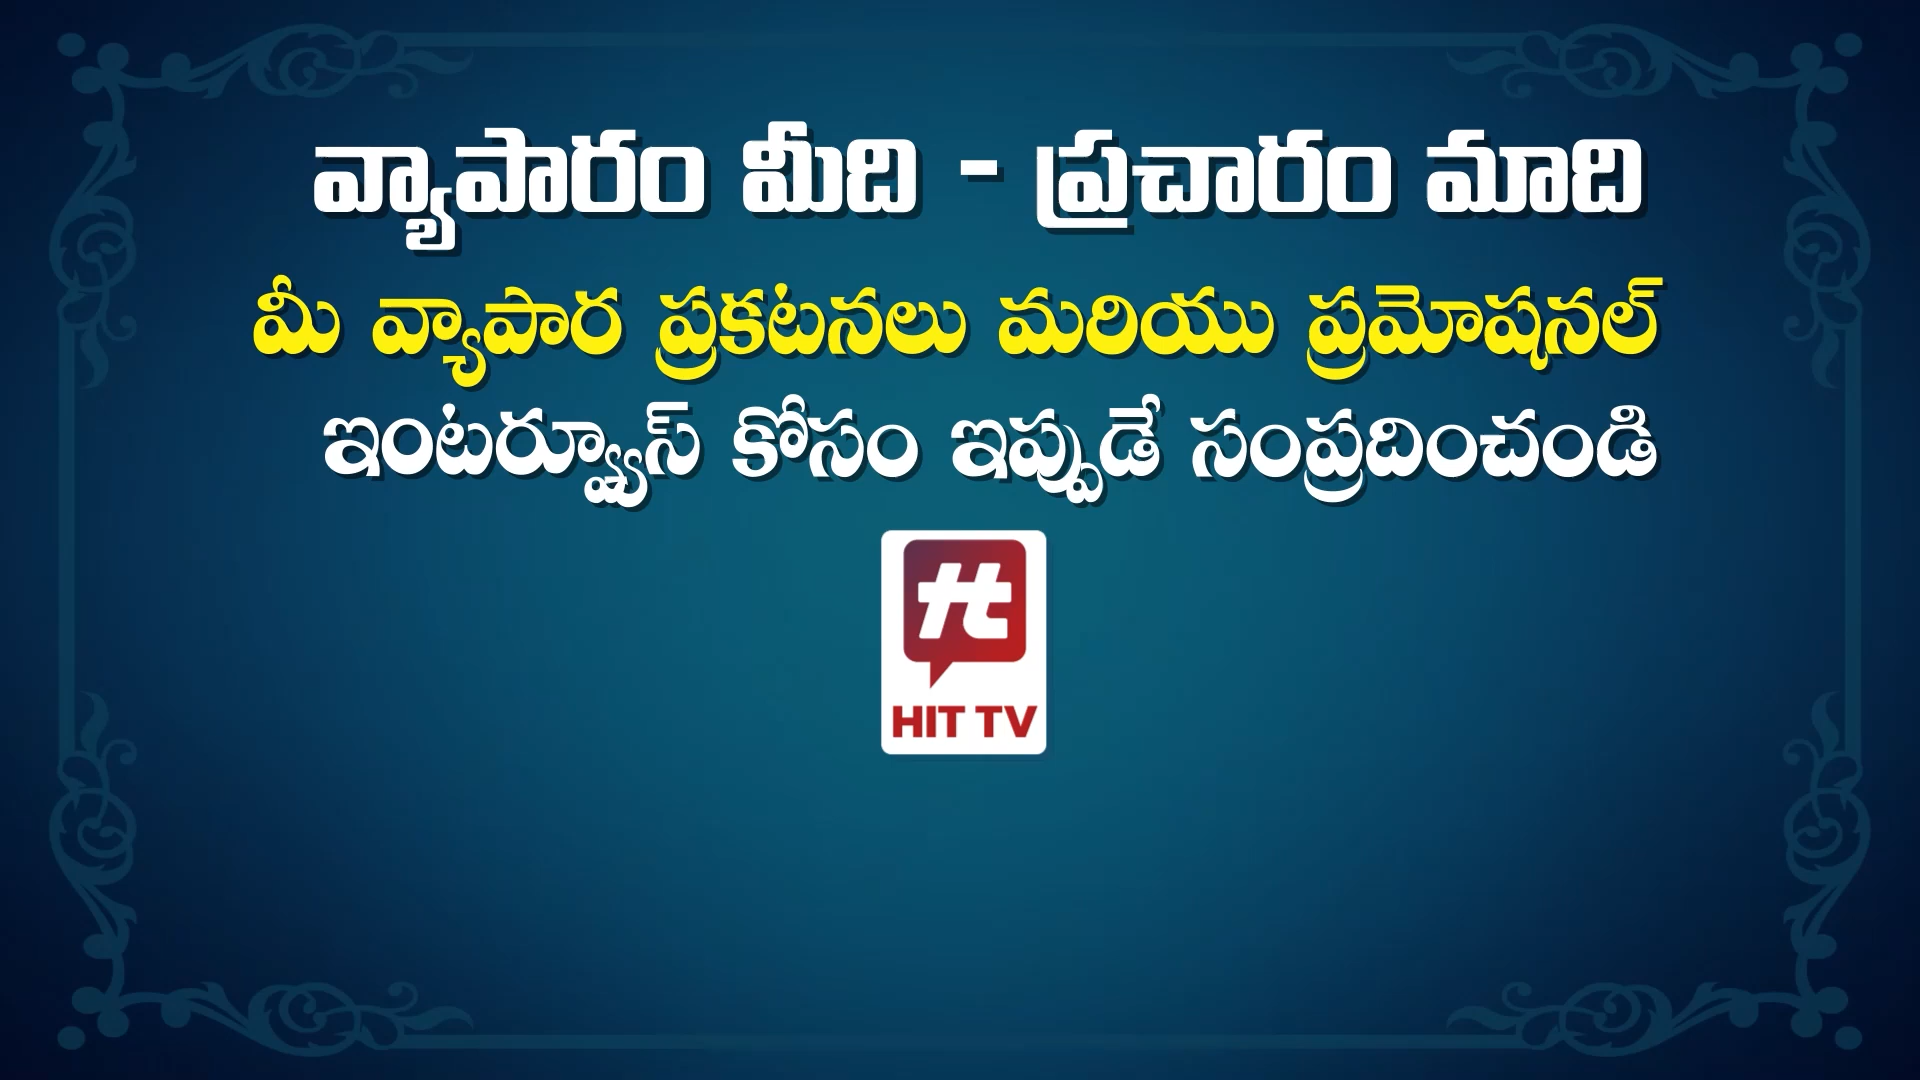 వ్యాపారం మీది - ప్రచారం మాది
మీ వ్యాపార ప్రకటనలు మరియు ప్రమోషనల్
ఇంటర్వ్యూస్ కోసం ఇప్పుడే సంప్రదించండి
HIT TV